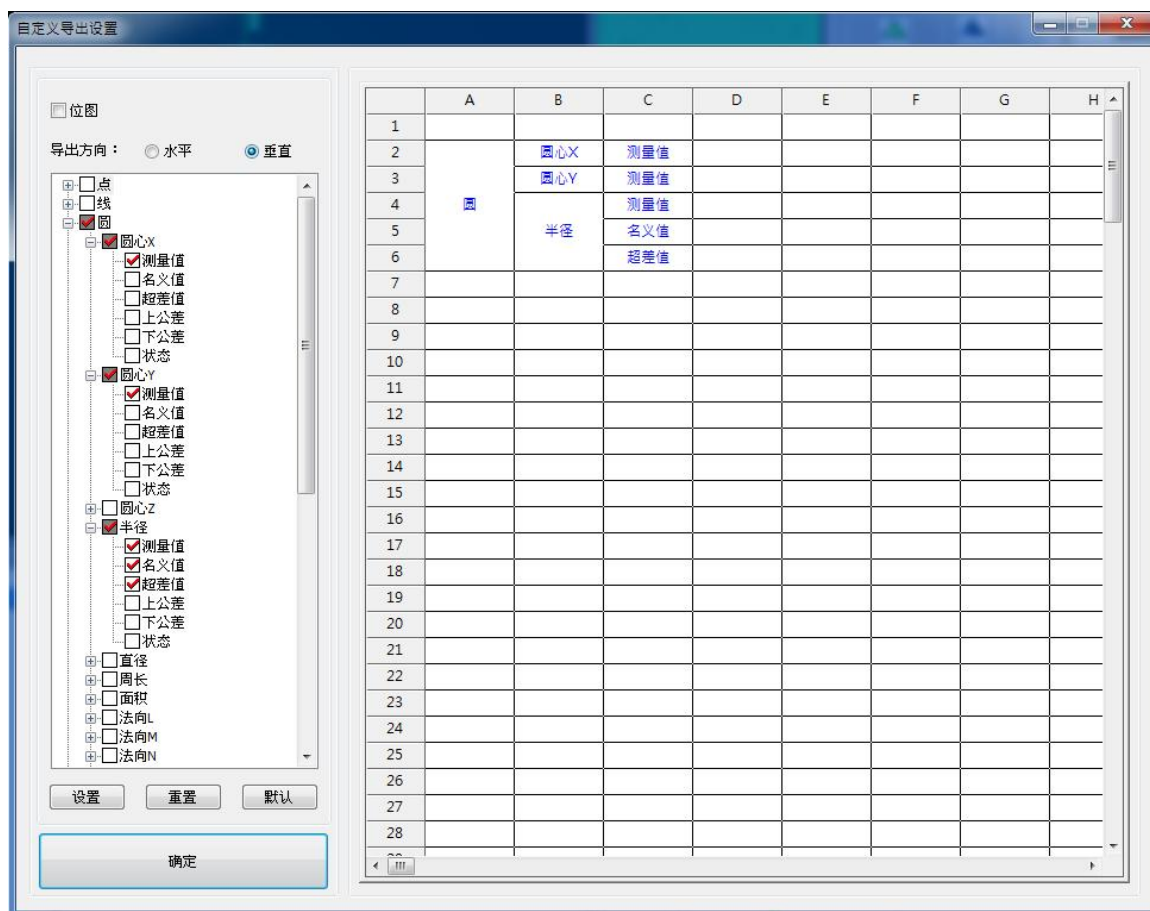 自定义导出设置
位图
导出方向： 水平 垂直
点
线
圆
圆心X
测量值
名义值
超差值
上公差
下公差
状态
圆心Y
测量值
名义值
超差值
上公差
下公差
状态
圆心Z
半径
测量值
名义值
超差值
上公差
下公差
状态
直径
周长
面积
法向L
法向M
法向N
设置 重置 默认
确定
A B C D E F G H
1
2 圆心X 测量值
3 圆心Y 测量值
4 圆 测量值
5 半径 名义值
6 超差值
7
8
9
10
11
12
13
14
15
16
17
18
19
20
21
22
23
24
25
26
27
28